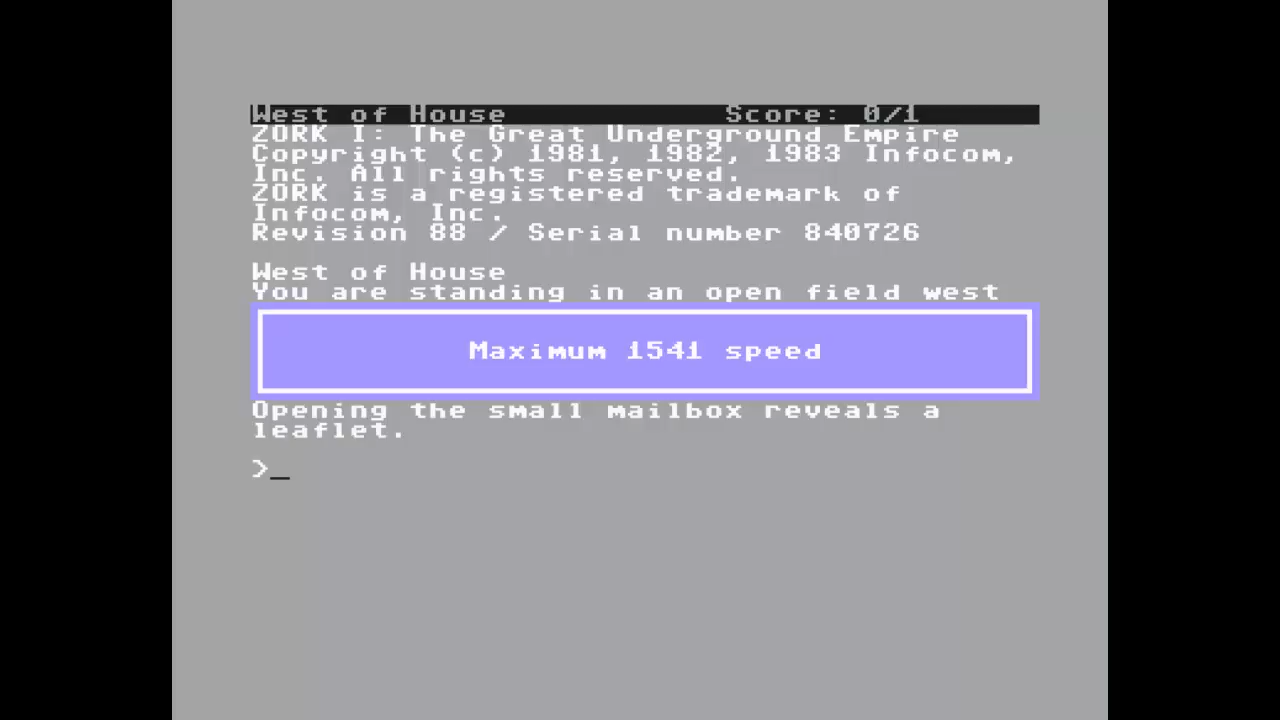 West of House Score: 0/1
ZORK I: The Great Underground Empire
Copyright (c) 1981, 1982, 1983 Infocom,
Inc. All rights reserved.
ZORK is a registered trademark of
Infocom, Inc.
Revision 88 / Serial number 840726
West of House
You are standing in an open field west
Maximum 1541 speed
Opening the small mailbox reveals a
leaflet.
>_